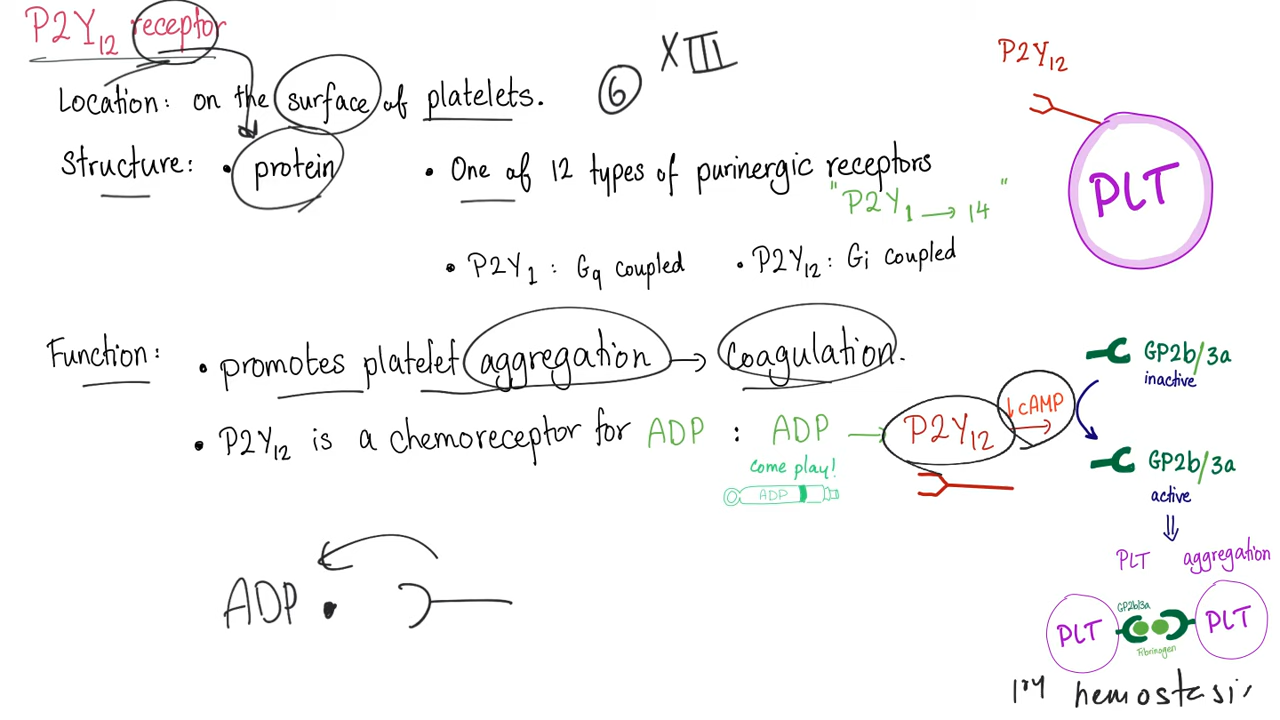 P2Y12 receptor
XIII
P2Y12
Location: on the surface of platelets.
6
Structure: • protein
• One of 12 types of purinergic receptors
"P2Y1 → 14"
PLT
• P2Y1 : Gq coupled
• P2Y12 : Gi coupled
Function: • promotes platelet aggregation → coagulation.
• P2Y12 is a chemoreceptor for ADP : ADP → P2Y12 ↓cAMP →
come play!
ADP
GP2b/3a
inactive
GP2b/3a
active
⇓
PLT aggregation
ADP
PLT
GP2b/3a
Fibrinogen
PLT
1ry hemostasis